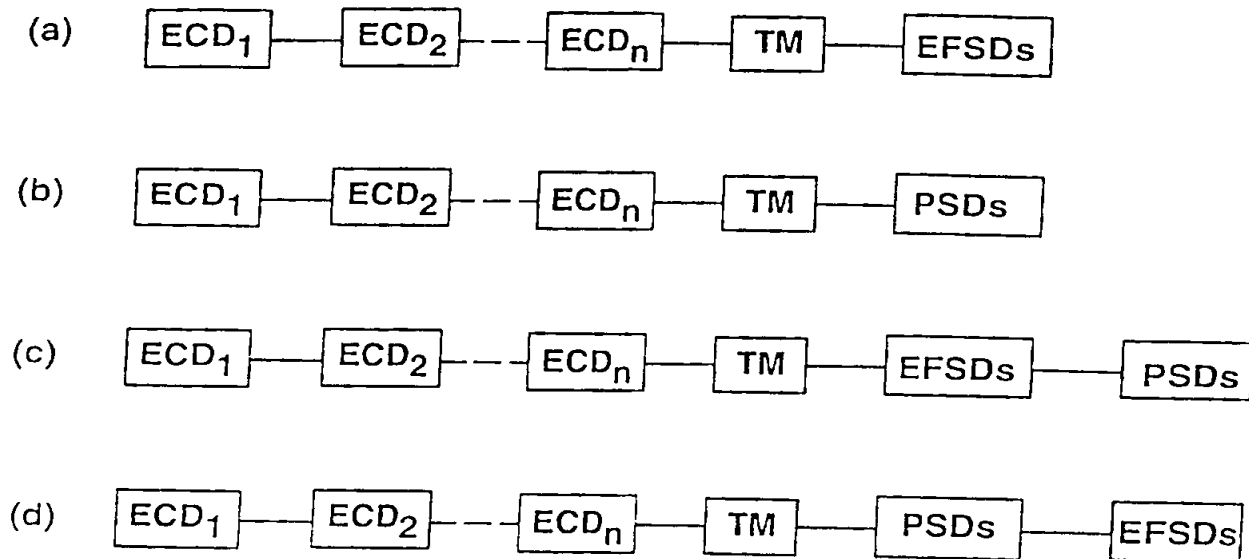 (a) ECD₁ ECD₂ ECDₙ TM EFSDs
(b) ECD₁ ECD₂ ECDₙ TM PSDs
(c) ECD₁ ECD₂ ECDₙ TM EFSDs PSDs
(d) ECD₁ ECD₂ ECDₙ TM PSDs EFSDs